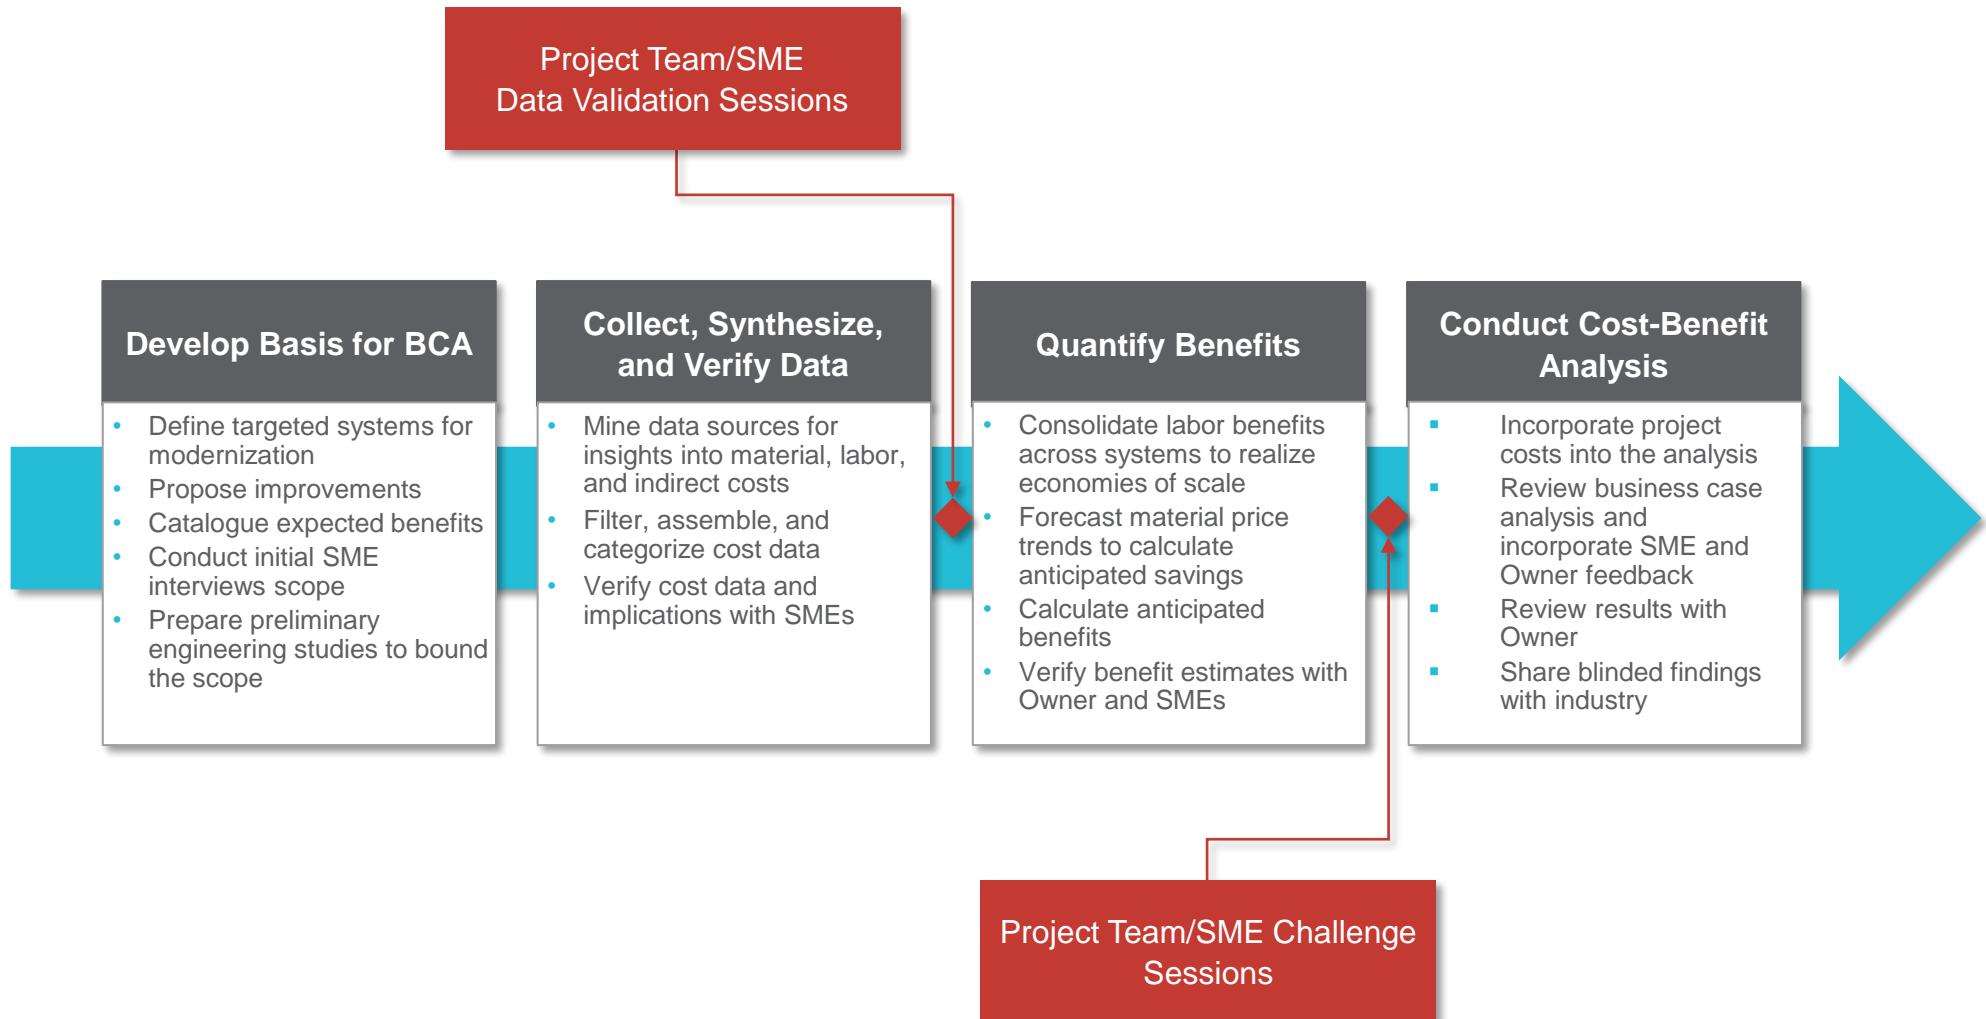 Project Team/SME
Data Validation Sessions
Develop Basis for BCA
• Define targeted systems for
modernization
• Propose improvements
• Catalogue expected benefits
• Conduct initial SME
interviews scope
• Prepare preliminary
engineering studies to bound
the scope
Collect, Synthesize,
and Verify Data
• Mine data sources for
insights into material, labor,
and indirect costs
• Filter, assemble, and
categorize cost data
• Verify cost data and
implications with SMEs
Quantify Benefits
• Consolidate labor benefits
across systems to realize
economies of scale
• Forecast material price
trends to calculate
anticipated savings
• Calculate anticipated
benefits
• Verify benefit estimates with
Owner and SMEs
Conduct Cost-Benefit
Analysis
▪ Incorporate project
costs into the analysis
▪ Review business case
analysis and
incorporate SME and
Owner feedback
▪ Review results with
Owner
▪ Share blinded findings
with industry
Project Team/SME Challenge
Sessions